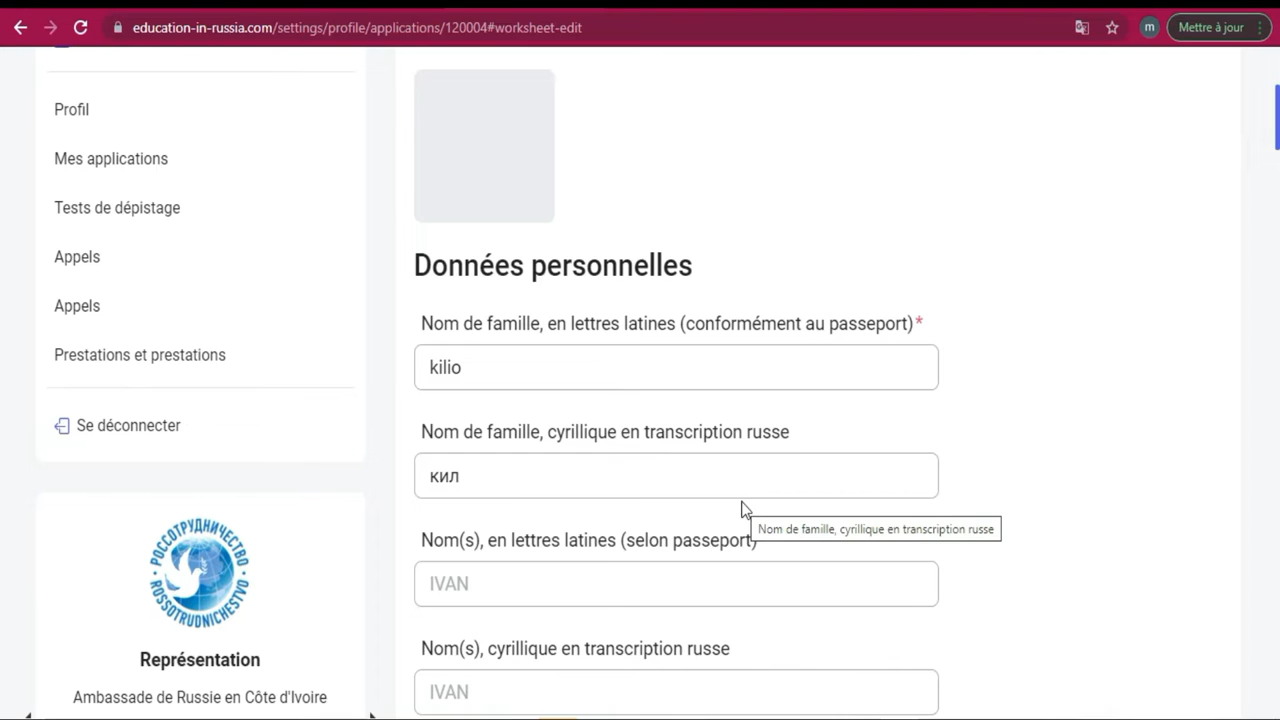 education-in-russia.com/settings/profile/applications/120004#worksheet-edit
m
Mettre à jour
Profil
Mes applications
Tests de dépistage
Appels
Appels
Prestations et prestations
Se déconnecter
РОССОТРУДНИЧЕСТВО
ROSSOTRUDNICHESTVO
Représentation
Ambassade de Russie en Côte d'Ivoire
Données personnelles
Nom de famille, en lettres latines (conformément au passeport)*
kilio
Nom de famille, cyrillique en transcription russe
кил
Nom de famille, cyrillique en transcription russe
Nom(s), en lettres latines (selon passeport)
IVAN
Nom(s), cyrillique en transcription russe
IVAN